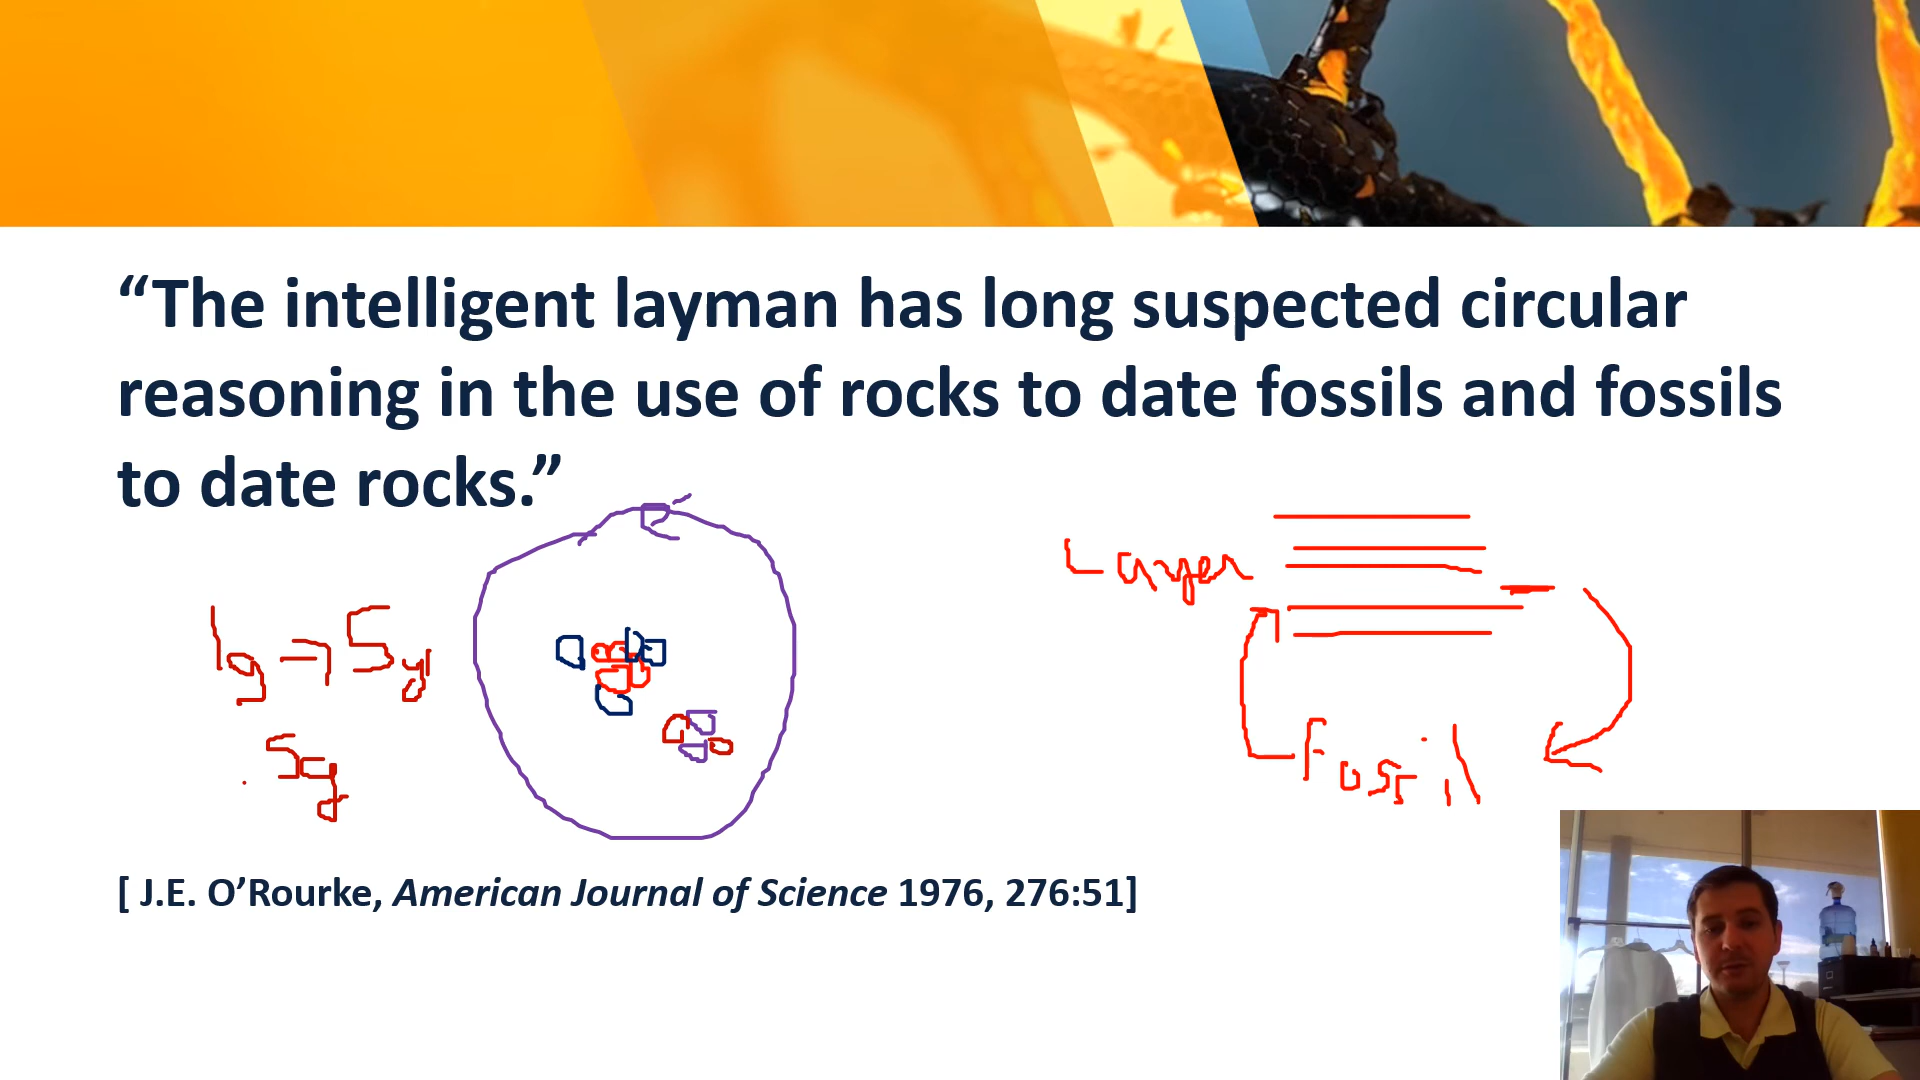 “The intelligent layman has long suspected circular
reasoning in the use of rocks to date fossils and fossils
to date rocks.”
Layer
Fossil
[ J.E. O’Rourke, American Journal of Science 1976, 276:51]